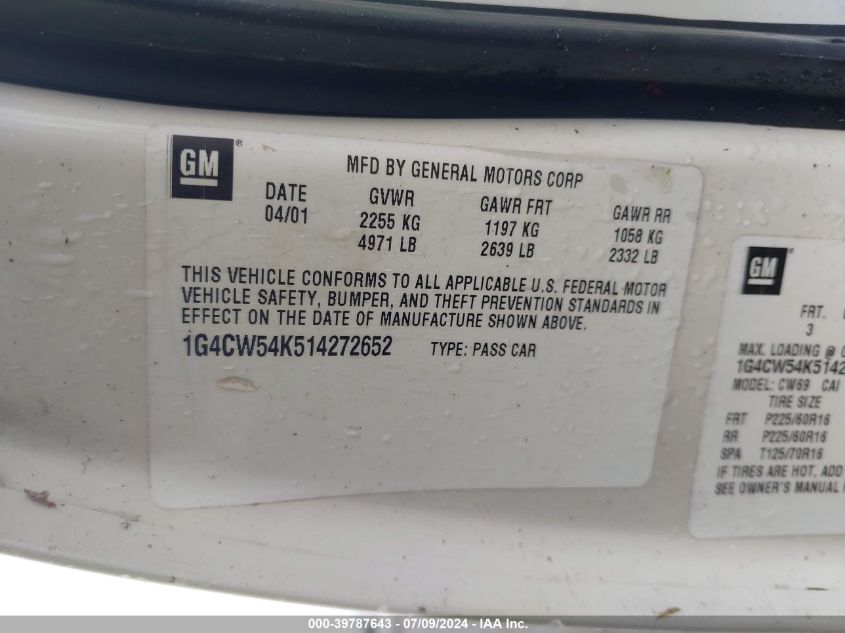 GM®
MFD BY GENERAL MOTORS CORP
DATE GVWR GAWR FRT GAWR RR
04/01 2255 KG 1197 KG 1058 KG
4971 LB 2639 LB 2332 LB
THIS VEHICLE CONFORMS TO ALL APPLICABLE U.S. FEDERAL MOTOR
VEHICLE SAFETY, BUMPER, AND THEFT PREVENTION STANDARDS IN
EFFECT ON THE DATE OF MANUFACTURE SHOWN ABOVE.
1G4CW54K514272652 TYPE: PASS CAR
GM
FRT.
3
MAX. LOADING @
1G4CW54K5142
MODEL: CW69 CAI
TIRE SIZE
FRT P225/60R16
RR P225/60R16
SPA T125/70R16
IF TIRES ARE HOT, ADD
SEE OWNER'S MANUAL
000-39787643 - 07/09/2024 - IAA Inc.